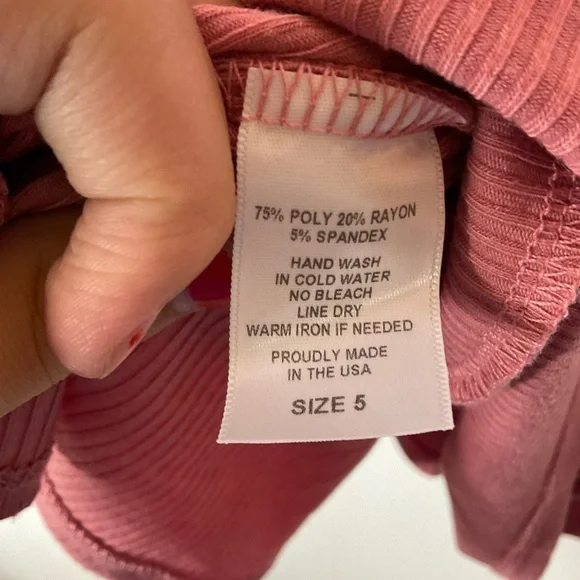 75% POLY 20% RAYON
5% SPANDEX
HAND WASH
IN COLD WATER
NO BLEACH
LINE DRY
WARM IRON IF NEEDED
PROUDLY MADE
IN THE USA
SIZE 5